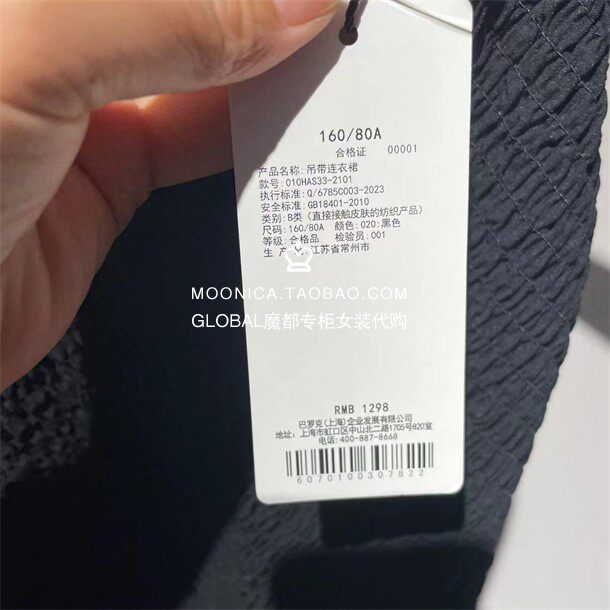 160/80A
合格证 00001
产品名称:吊带连衣裙
款号:010HAS33-2101
执行标准:Q/6785C003-2023
安全标准:GB18401-2010
类别:B类(直接接触皮肤的纺织产品)
尺码:160/80A 颜色:020:黑色
等级:合格品 检验员:001
生 产 江苏省常州市
MOONICA.TAOBAO.COM
GLOBAL魔都专柜女装代购
RMB 1298
巴罗克(上海)企业发展有限公司
地址:上海市虹口区中山北二路1705号820室
电话:400-887-8668
6070100307822